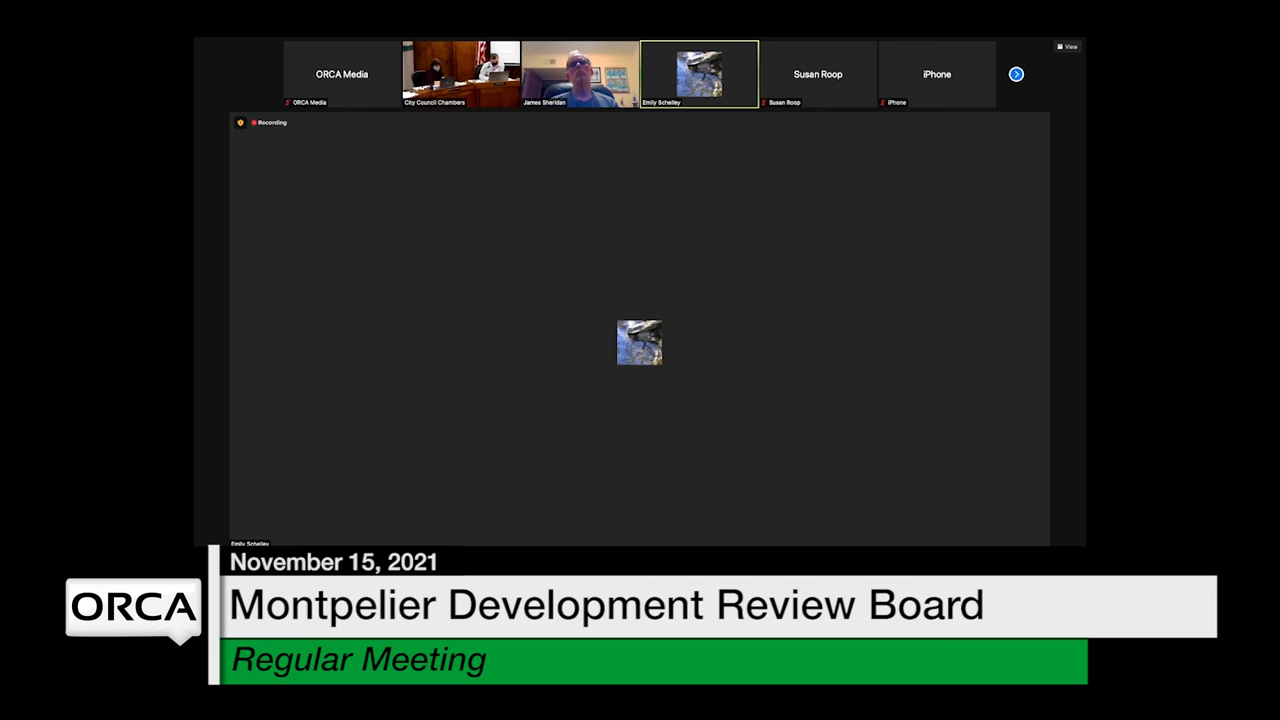 View
ORCA Media
Susan Roop
iPhone
ORCA Media
City Council Chambers
James Sheridan
Emily Schelley
Susan Roop
iPhone
Recording
Emily Schelley
November 15, 2021
ORCA
Montpelier Development Review Board
Regular Meeting